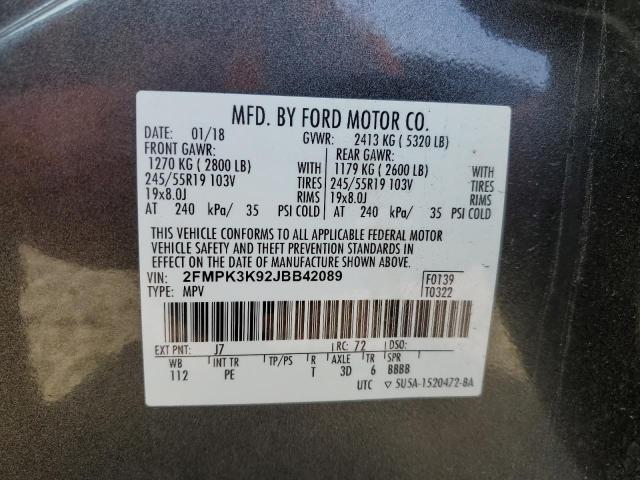 MFD. BY FORD MOTOR CO.
DATE: 01/18 GVWR: 2413 KG ( 5320 LB)
FRONT GAWR: REAR GAWR:
1270 KG ( 2800 LB) WITH 1179 KG ( 2600 LB) WITH
245/55R19 103V TIRES 245/55R19 103V TIRES
19x8.0J RIMS 19x8.0J RIMS
AT 240 kPa/ 35 PSI COLD AT 240 kPa/ 35 PSI COLD
THIS VEHICLE CONFORMS TO ALL APPLICABLE FEDERAL MOTOR
VEHICLE SAFETY AND THEFT PREVENTION STANDARDS IN
EFFECT ON THE DATE OF MANUFACTURE SHOWN ABOVE.
VIN: 2FMPK3K92JBB42089 F0139
TYPE: MPV T0322
EXT PNT: J7 RC: 72 DSO:
WB INT TR TP/PS R AXLE TR SPR
112 PE T 3D 6 BBBB
UTC ▽ 5U5A-1520472-BA